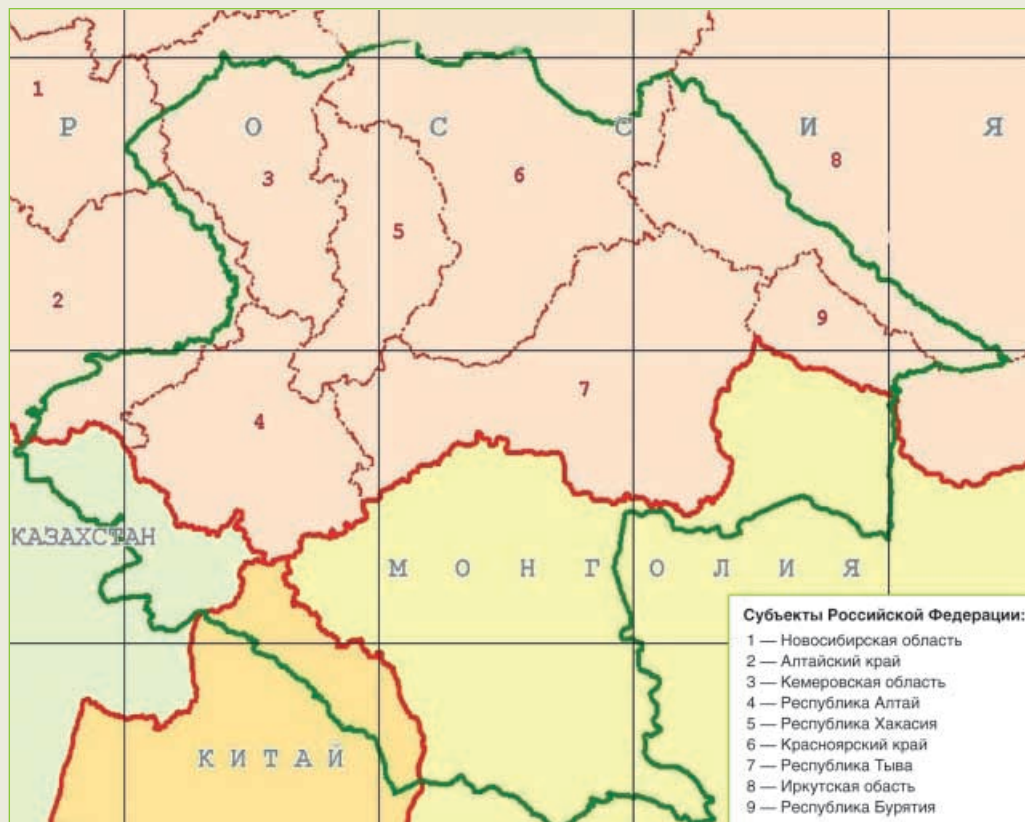 1
Р О С С И Я
8
3
6
5
2
9
7
4
КАЗАХСТАН
МОНГОЛИЯ
КИТАЙ
Субъекты Российской Федерации:
1 — Новосибирская область
2 — Алтайский край
3 — Кемеровская область
4 — Республика Алтай
5 — Республика Хакасия
6 — Красноярский край
7 — Республика Тыва
8 — Иркутская обасть
9 — Республика Бурятия